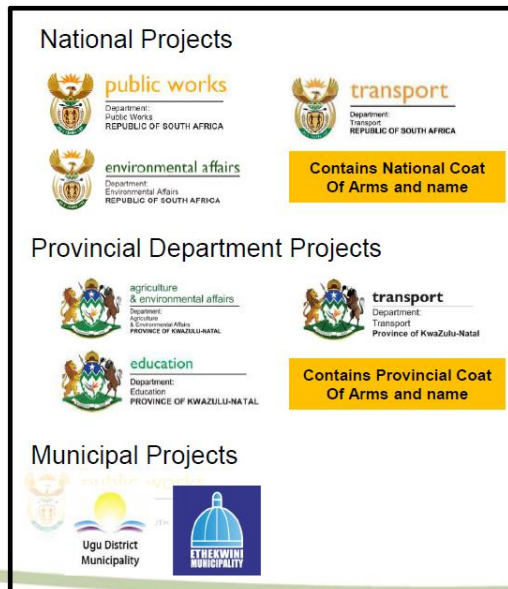 National Projects
public works
Department:
Public Works
REPUBLIC OF SOUTH AFRICA
transport
Department:
Transport
REPUBLIC OF SOUTH AFRICA
environmental affairs
Department:
Environmental Affairs
REPUBLIC OF SOUTH AFRICA
Contains National Coat
Of Arms and name
Provincial Department Projects
agriculture
& environmental affairs
Department:
Agriculture
& Environmental Affairs
PROVINCE OF KWAZULU-NATAL
transport
Department:
Transport
Province of KwaZulu-Natal
education
Department:
Education
PROVINCE OF KWAZULU-NATAL
Contains Provincial Coat
Of Arms and name
Municipal Projects
public works
Ugu District
Municipality
ETHEKWINI
MUNICIPALITY